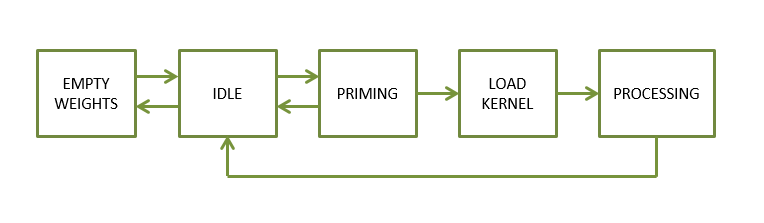 EMPTY
WEIGHTS
IDLE
PRIMING
LOAD
KERNEL
PROCESSING